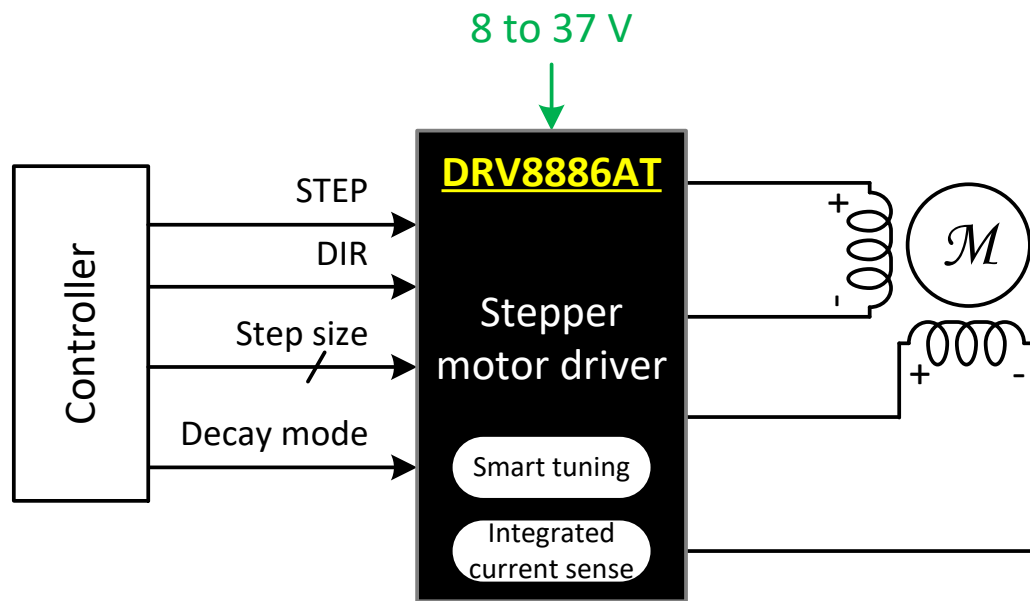 8 to 37 V
Controller
STEP
DIR
Step size
Decay mode
DRV8886AT
Stepper
motor driver
Smart tuning
Integrated
current sense
+
-
M
+ -